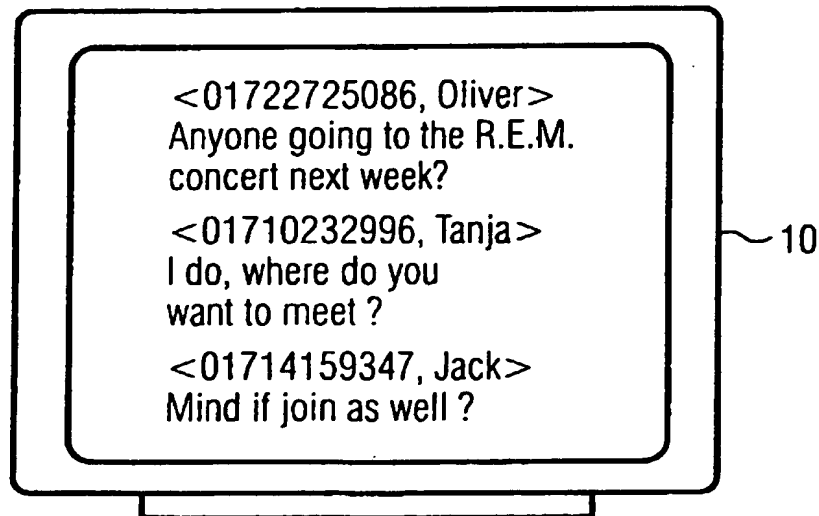 <01722725086, Oliver>
Anyone going to the R.E.M.
concert next week?
<01710232996, Tanja>
I do, where do you
want to meet ?
<01714159347, Jack>
Mind if join as well ?
10